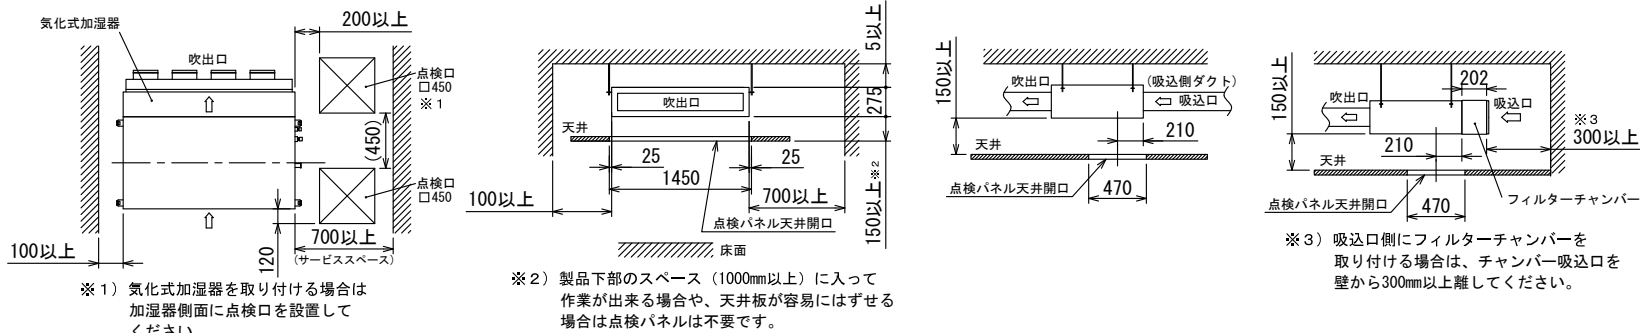 気化式加湿器
200以上
吹出口
点検口
□450
※1
(450)
点検口
□450
700以上
(サービススペース)
100以上
120
※1) 気化式加湿器を取り付ける場合は
加湿器側面に点検口を設置して
ください
吹出口
天井
5以上
275
25
25
1450
150以上※2
100以上
700以上
点検パネル天井開口
床面
※2) 製品下部のスペース(1000mm以上)に入って
作業が出来る場合や、天井板が容易にはずせる
場合は点検パネルは不要です。
150以上
吹出口
(吸込側ダクト)
吸込口
210
天井
点検パネル天井開口
470
150以上
202
吹出口
吸込口
※3
300以上
210
天井
点検パネル天井開口
470
フィルターチャンバー
※3) 吸込口側にフィルターチャンバーを
取り付ける場合は、チャンバー吸込口を
壁から300mm以上離してください。